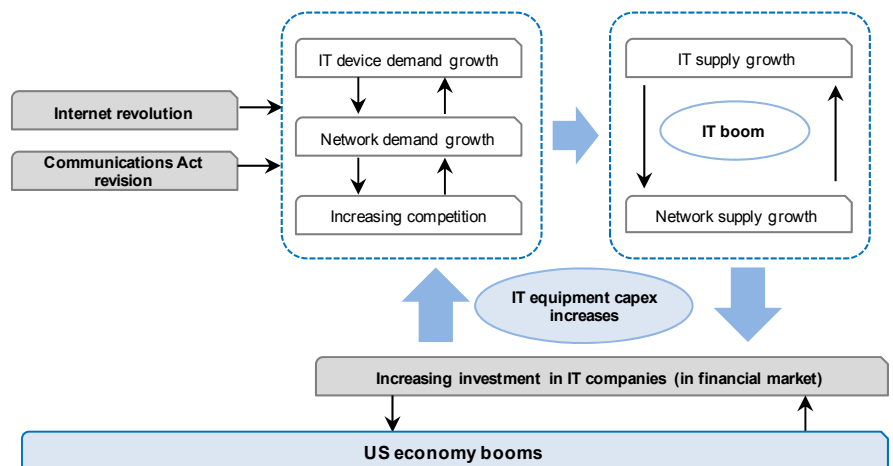 IT device demand growth
Network demand growth
Increasing competition
Internet revolution
Communications Act
revision
IT supply growth
IT boom
Network supply growth
IT equipment capex
increases
Increasing investment in IT companies (in financial market)
US economy booms